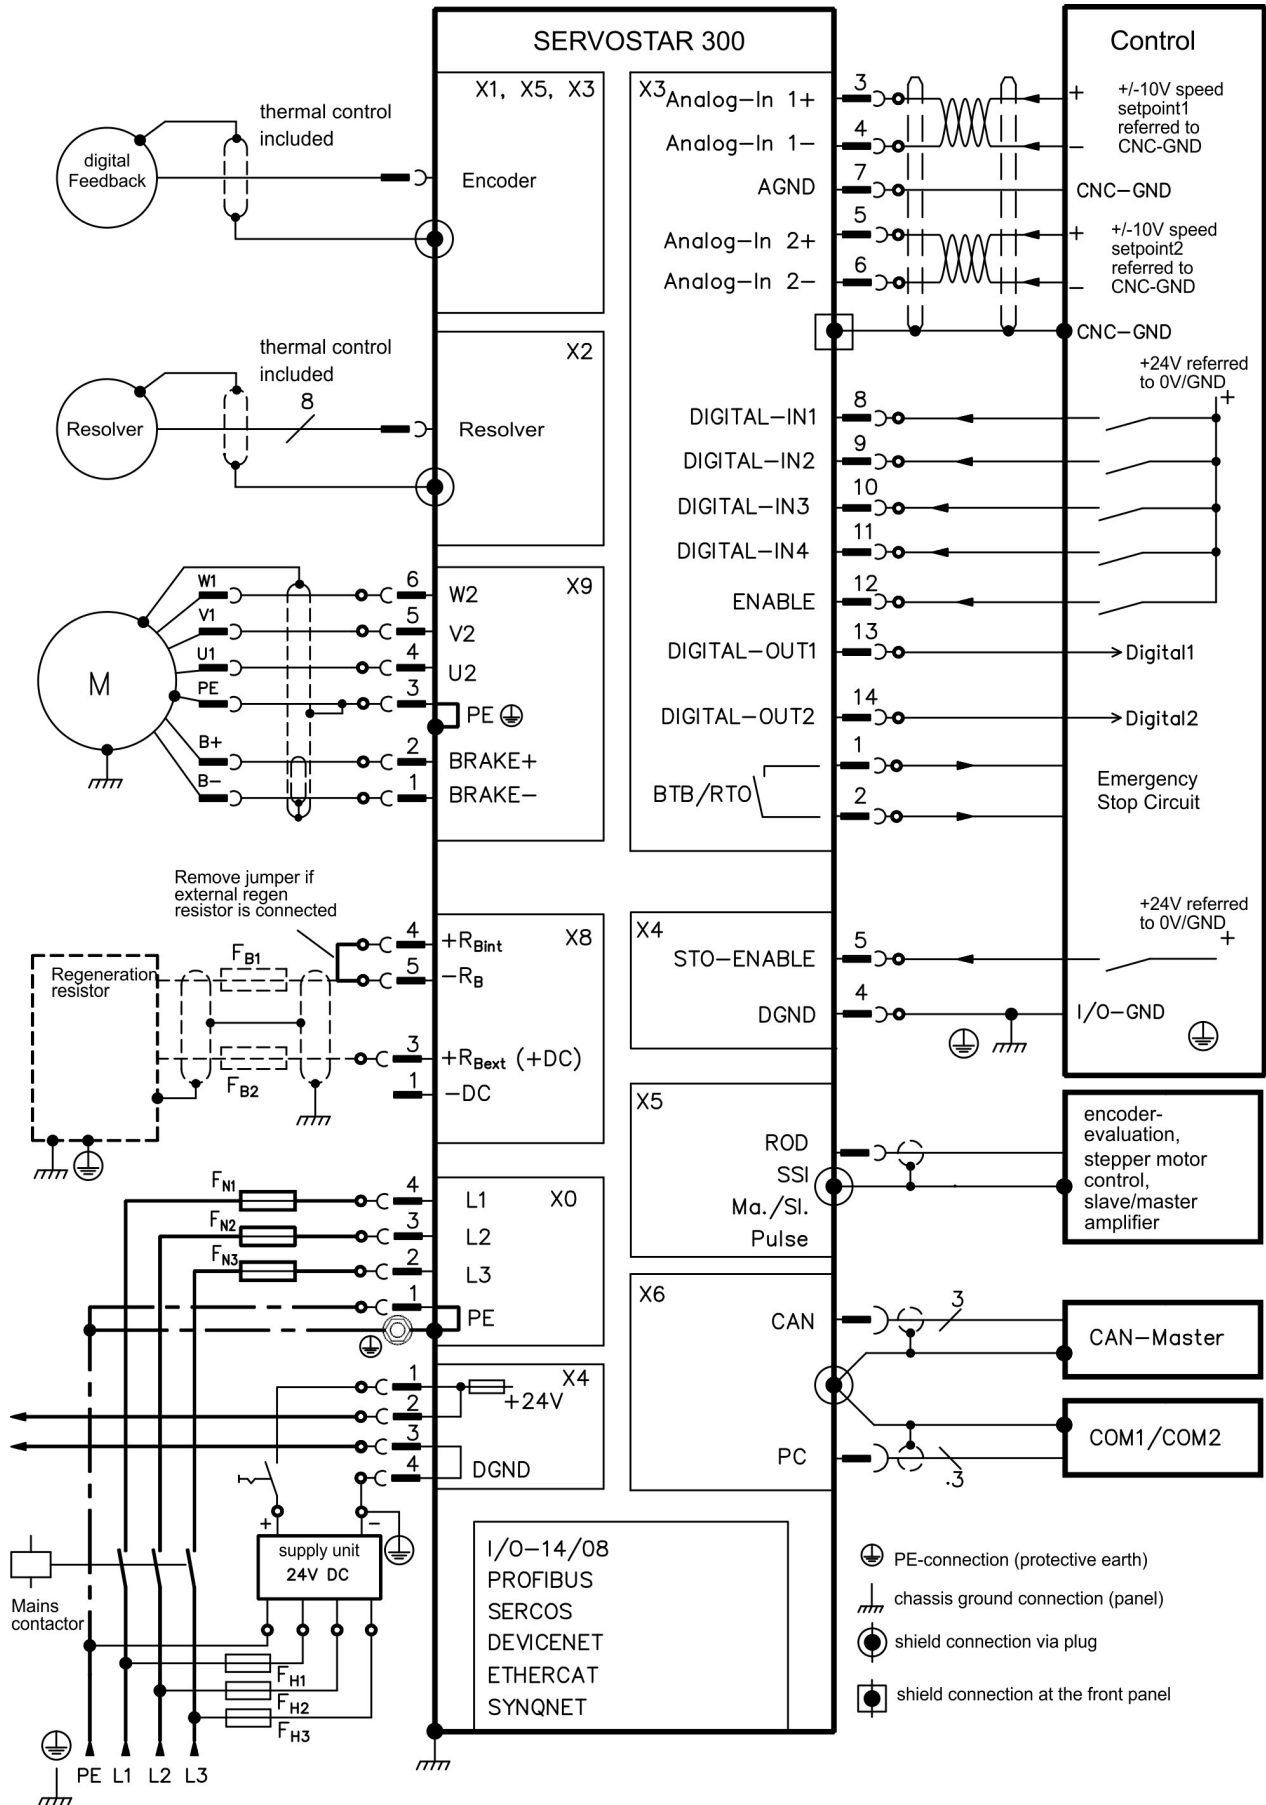 SERVOSTAR 300
Control
X1, X5, X3
thermal control
included
digital
Feedback
Encoder
X2
thermal control
included
8
Resolver
Resolver
X9
W1
6
W2
V1
5
V2
U1
4
U2
M
PE
3
PE
B+
2
BRAKE+
B-
1
BRAKE-
Remove jumper if
external regen
resistor is connected
X8
4
+RBint
FB1
Regeneration
resistor
5
-RB
3
+RBext (+DC)
FB2
1
-DC
X0
FN1
4
L1
FN2
3
L2
FN3
2
L3
1
PE
X4
1
+24V
2
3
4
DGND
+
-
supply unit
24V DC
Mains
contactor
FH1
FH2
FH3
PE L1 L2 L3
X3
Analog-In 1+
3
+
+/-10V speed
setpoint1
referred to
CNC-GND
Analog-In 1-
4
-
AGND
7
CNC-GND
Analog-In 2+
5
+
+/-10V speed
setpoint2
referred to
CNC-GND
Analog-In 2-
6
-
CNC-GND
+24V referred
to 0V/GND
+
DIGITAL-IN1
8
DIGITAL-IN2
9
DIGITAL-IN3
10
DIGITAL-IN4
11
ENABLE
12
DIGITAL-OUT1
13
Digital1
DIGITAL-OUT2
14
Digital2
BTB/RTO
1
2
Emergency
Stop Circuit
X4
+24V referred
to 0V/GND
+
STO-ENABLE
5
DGND
4
I/O-GND
X5
ROD
SSI
Ma./Sl.
Pulse
encoder-
evaluation,
stepper motor
control,
slave/master
amplifier
X6
CAN
3
CAN-Master
PC
.3
COM1/COM2
I/O-14/08
PROFIBUS
SERCOS
DEVICENET
ETHERCAT
SYNQNET
PE-connection (protective earth)
chassis ground connection (panel)
shield connection via plug
shield connection at the front panel